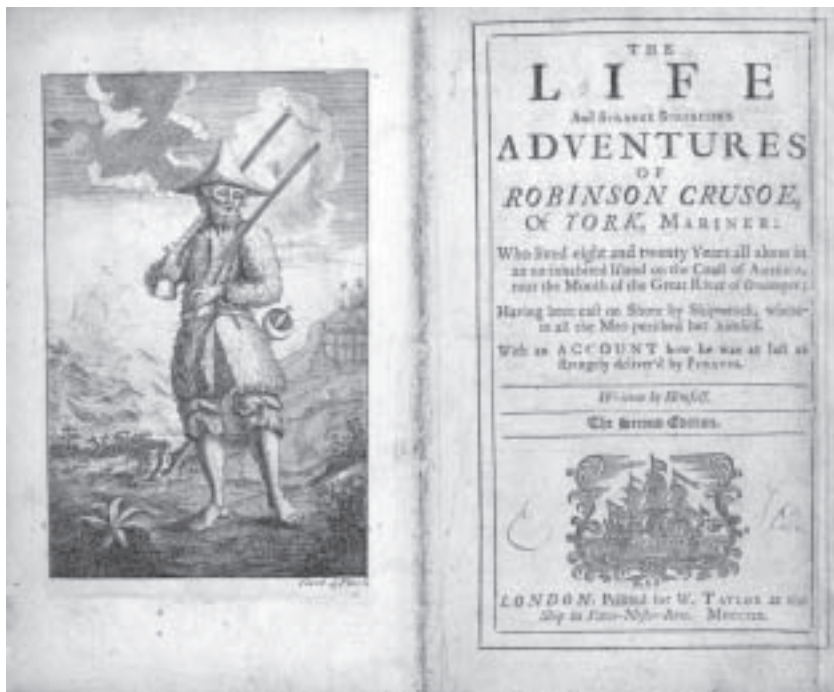 THE
LIFE
And STRANGE SURPRIZING
ADVENTURES
OF
ROBINSON CRUSOE,
Of YORK, MARINER:
Who lived eight and twenty Years all alone in
an un-inhabited Island on the Coast of AMERICA,
near the Mouth of the Great River of
Having been cast on Shore by Shipwreck, where-
in all the Men perished but himself.
With an ACCOUNT how he was at last as
strangely deliver'd by PYRATES.
Written by Himself.
The Second Edition.
LONDON: Printed for W. TAYLOR at the
Ship in Pater-Noster-Row.